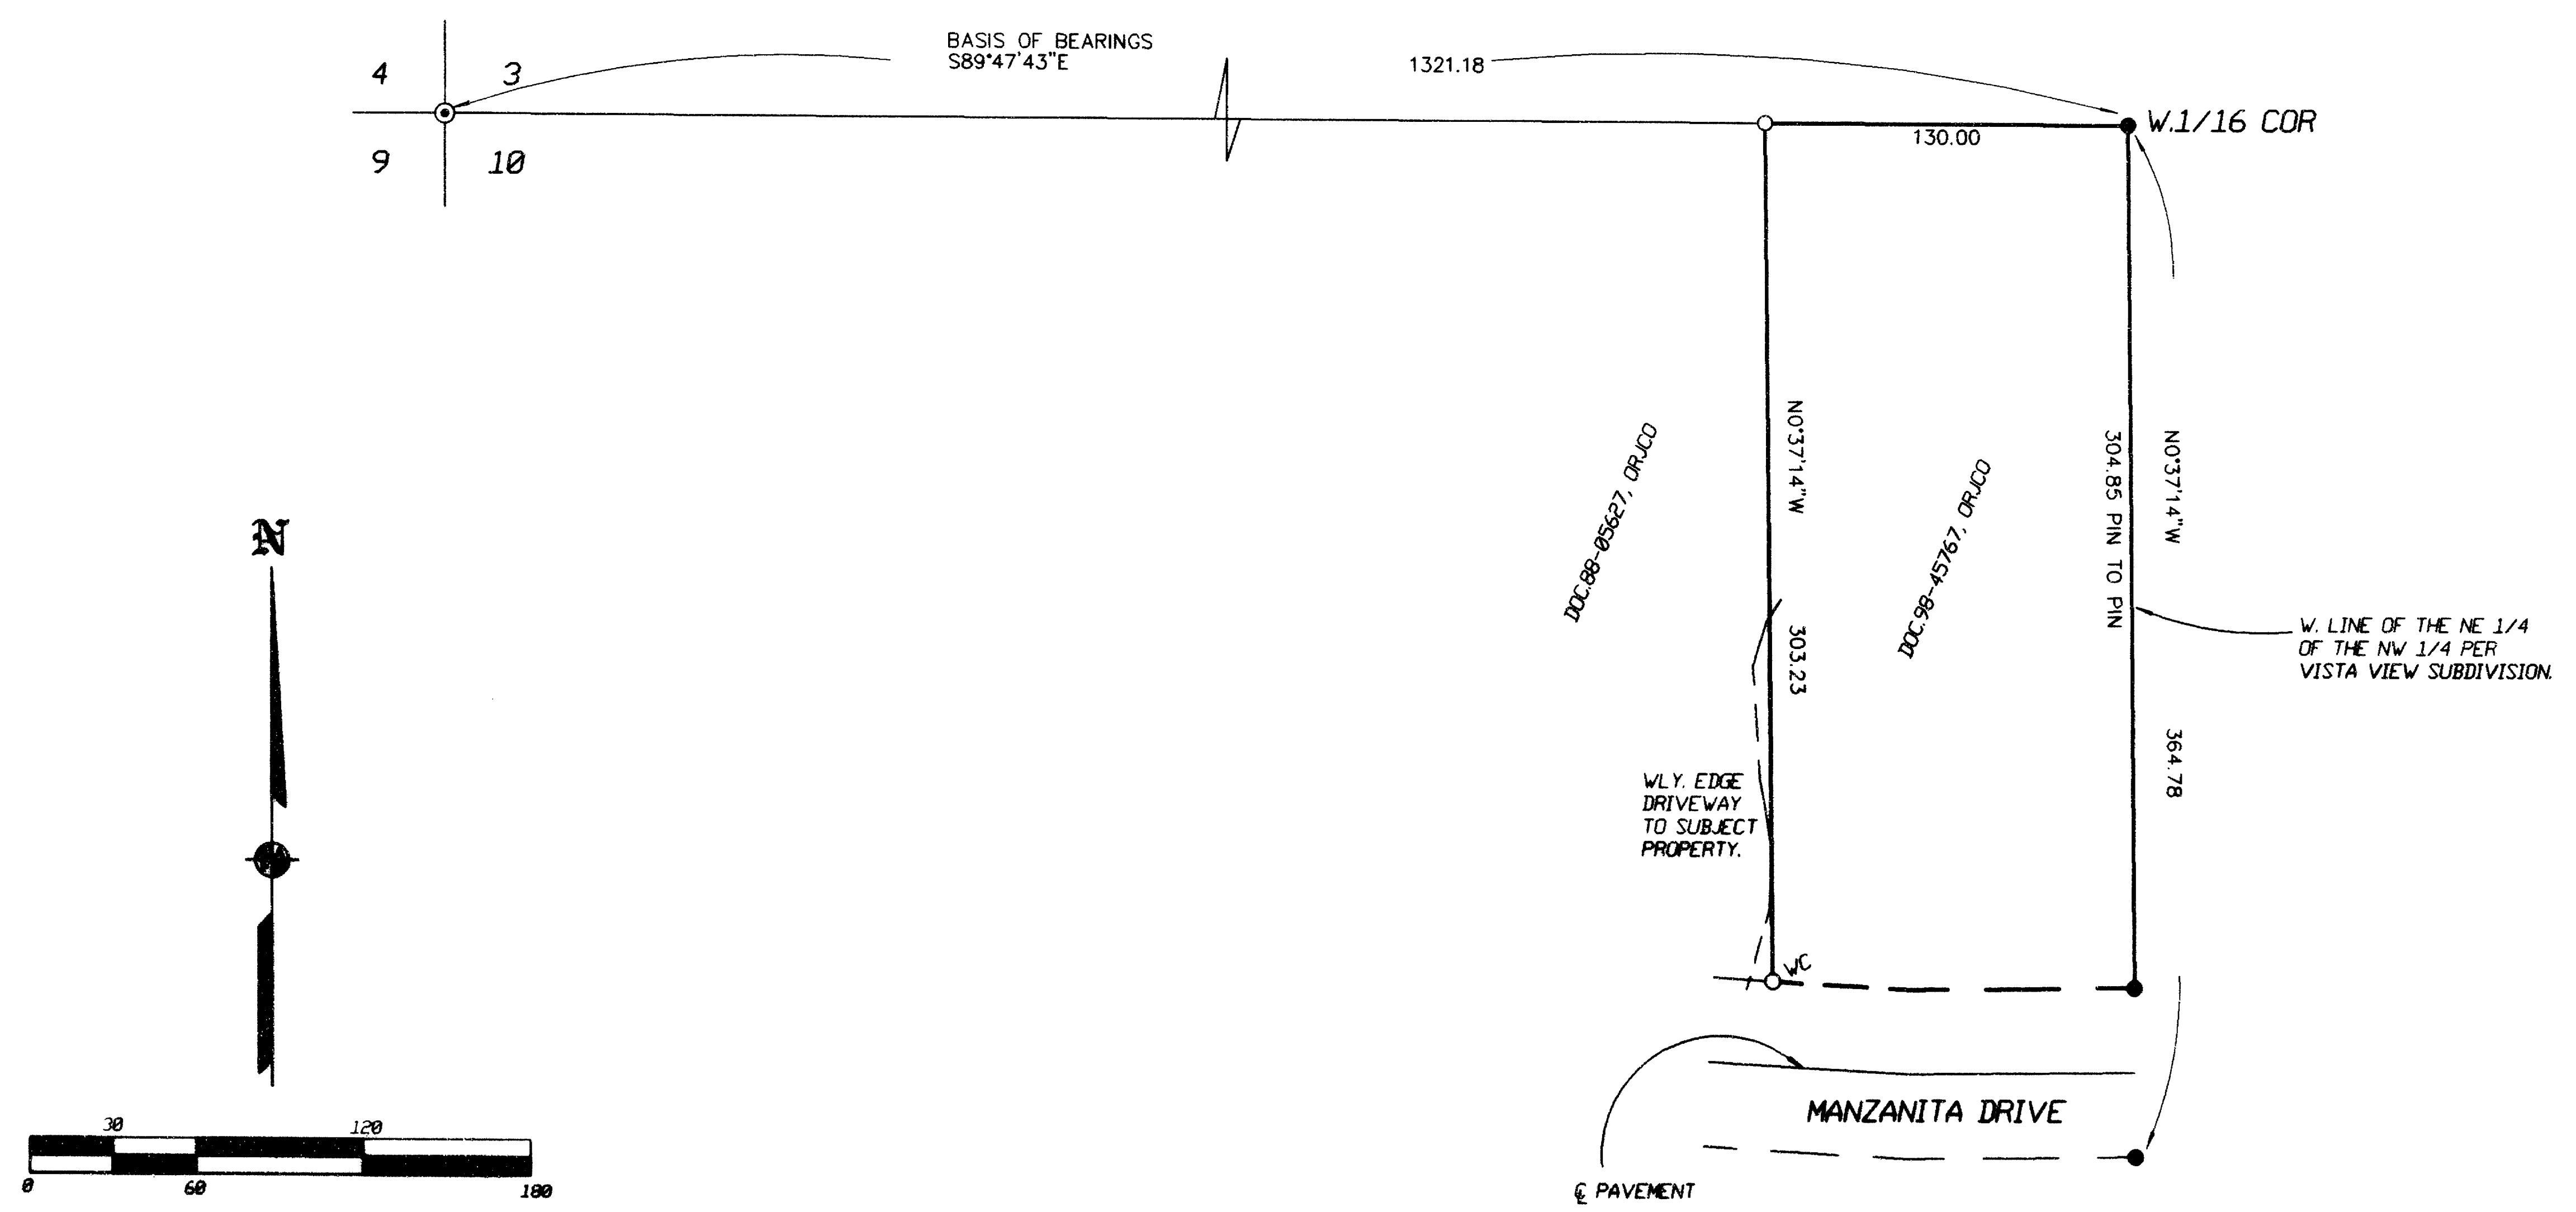 BASIS OF BEARINGS
S89°47'43"E
1321.18
4
3
9
10
W.1/16 COR
130.00
N0°37'14"W
303.23
DOC.88-05627, ORJCO
DOC.98-45767, ORJCO
304.85 PIN TO PIN
N0°37'14"W
364.78
W. LINE OF THE NE 1/4
OF THE NW 1/4 PER
VISTA VIEW SUBDIVISION.
N
WLY. EDGE
DRIVEWAY
TO SUBJECT
PROPERTY.
WC
MANZANITA DRIVE
℄ PAVEMENT
30
120
0
60
180